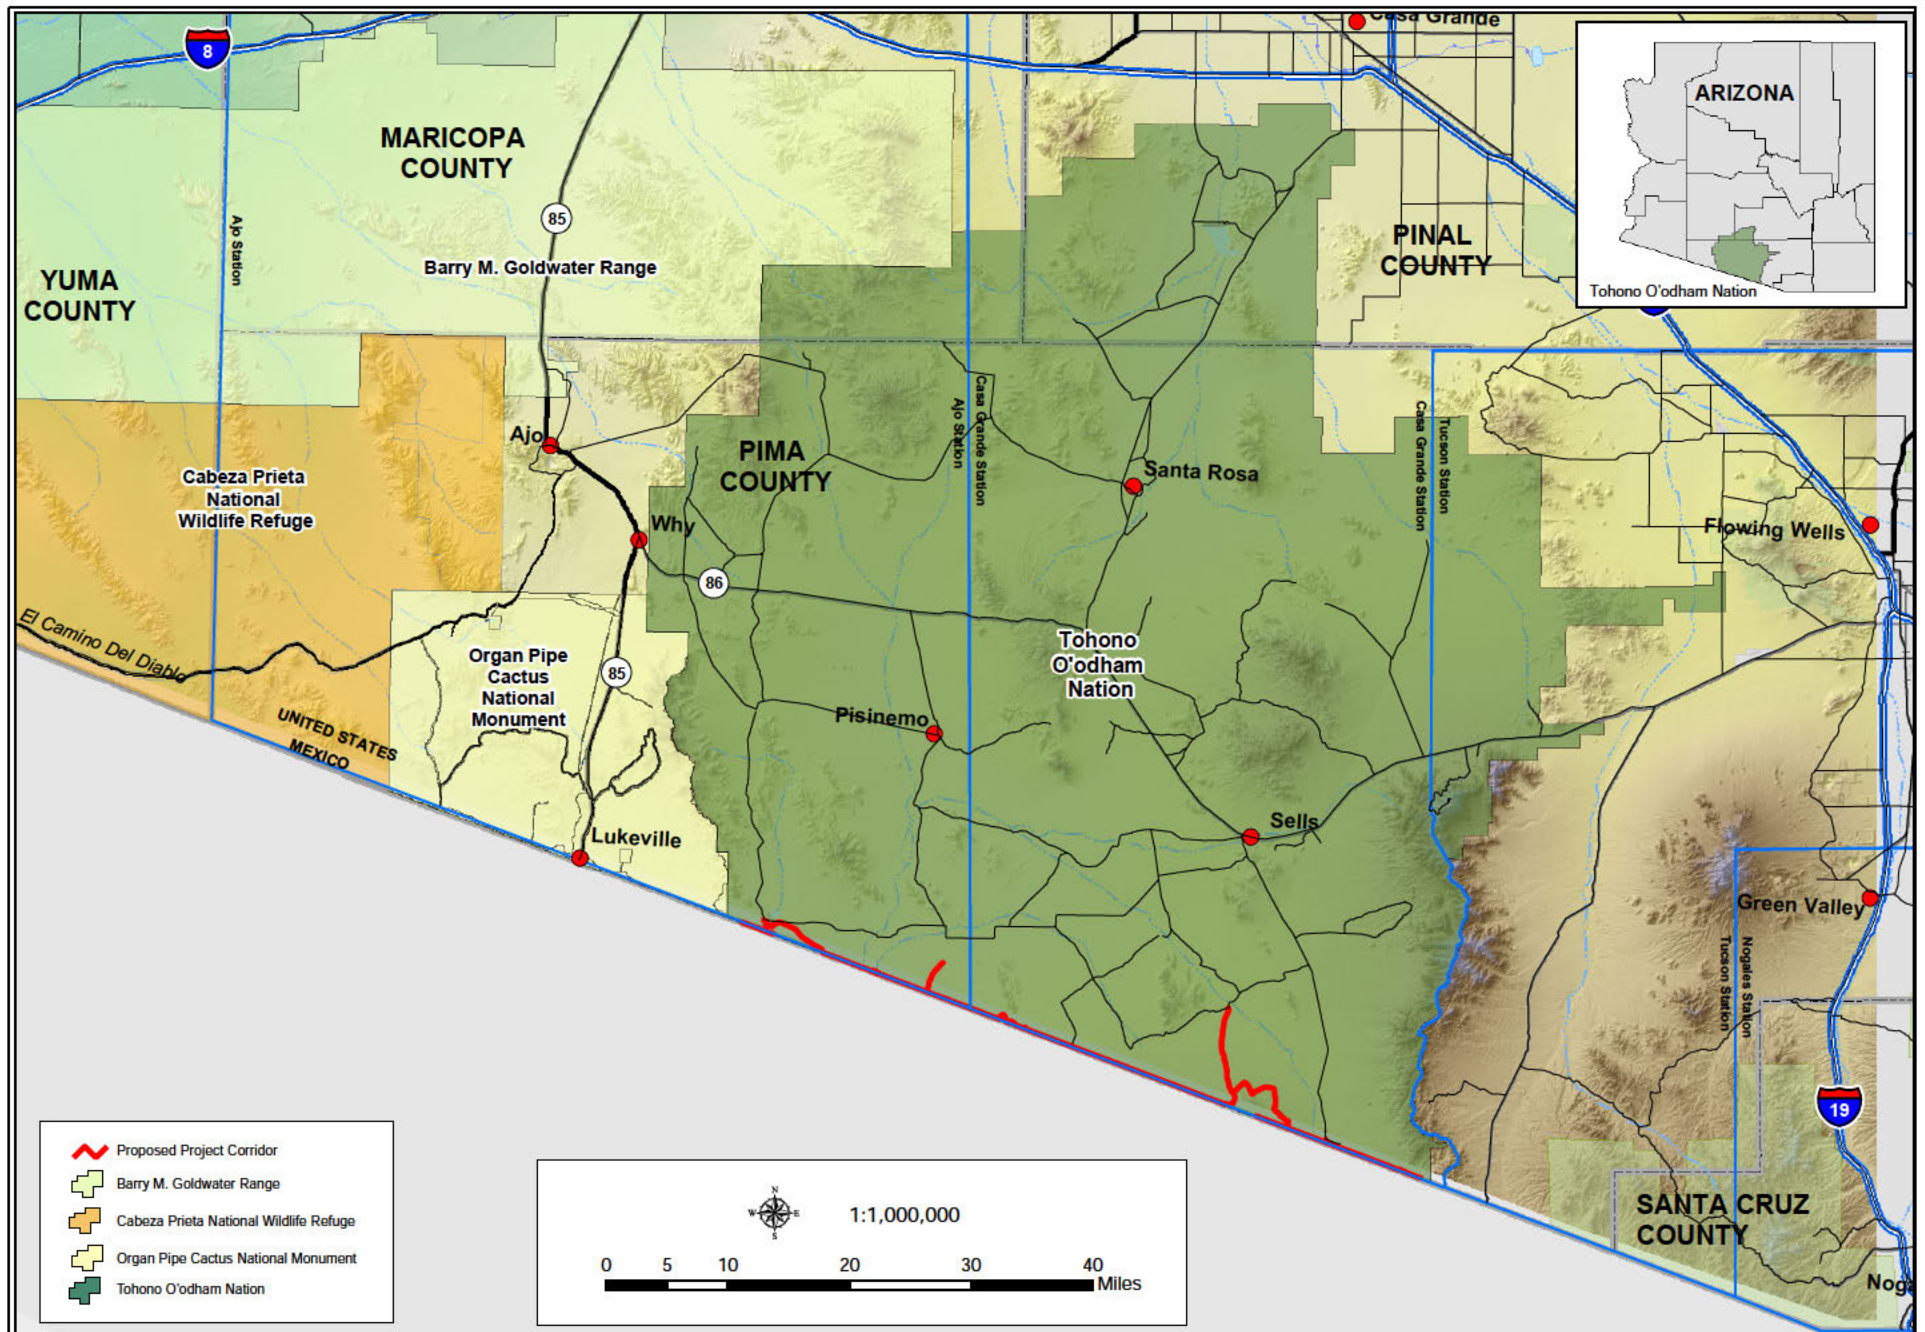 Casa Grande
8
ARIZONA
Tohono O'odham Nation
MARICOPA
COUNTY
85
Ajo Station
Barry M. Goldwater Range
YUMA
COUNTY
PINAL
COUNTY
Casa Grande Station
Ajo Station
Tucson Station
Casa Grande Station
Ajo
PIMA
COUNTY
Santa Rosa
Cabeza Prieta
National
Wildlife Refuge
Why
Flowing Wells
86
El Camino Del Diablo
Organ Pipe
Cactus
National
Monument
85
Tohono
O'odham
Nation
UNITED STATES
MEXICO
Pisinemo
Lukeville
Sells
Green Valley
Nogales Station
Tucson Station
19
SANTA CRUZ
COUNTY
Noga
Proposed Project Corridor
Barry M. Goldwater Range
Cabeza Prieta National Wildlife Refuge
Organ Pipe Cactus National Monument
Tohono O'odham Nation
N
W E
S
1:1,000,000
0 5 10 20 30 40
Miles